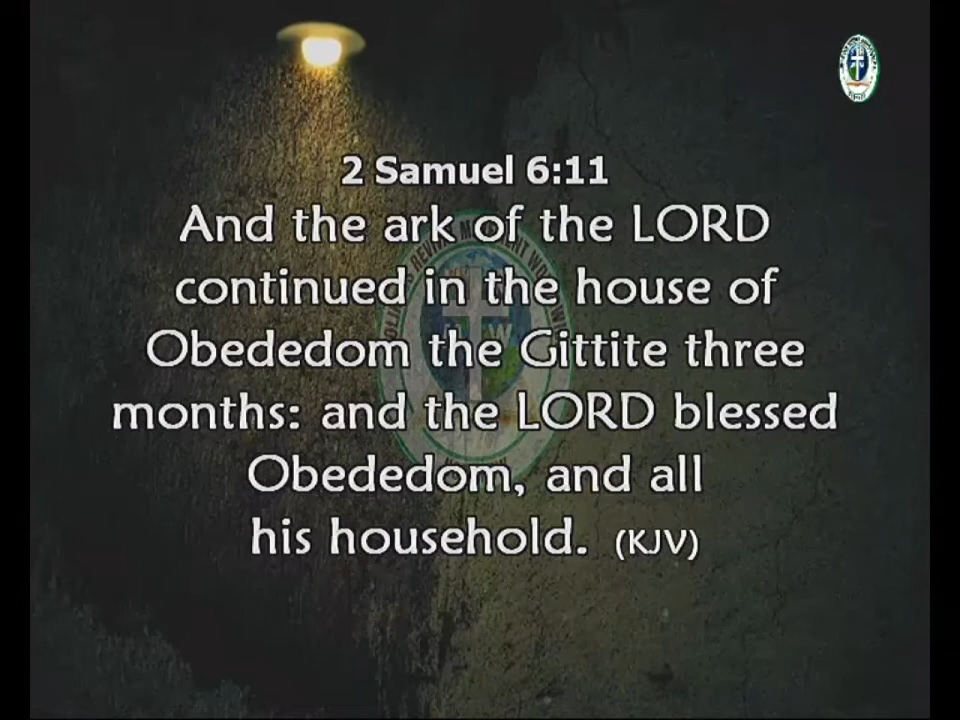 2 Samuel 6:11
And the ark of the LORD
continued in the house of
Obededom the Gittite three
months: and the LORD blessed
Obededom, and all
his household. (KJV)